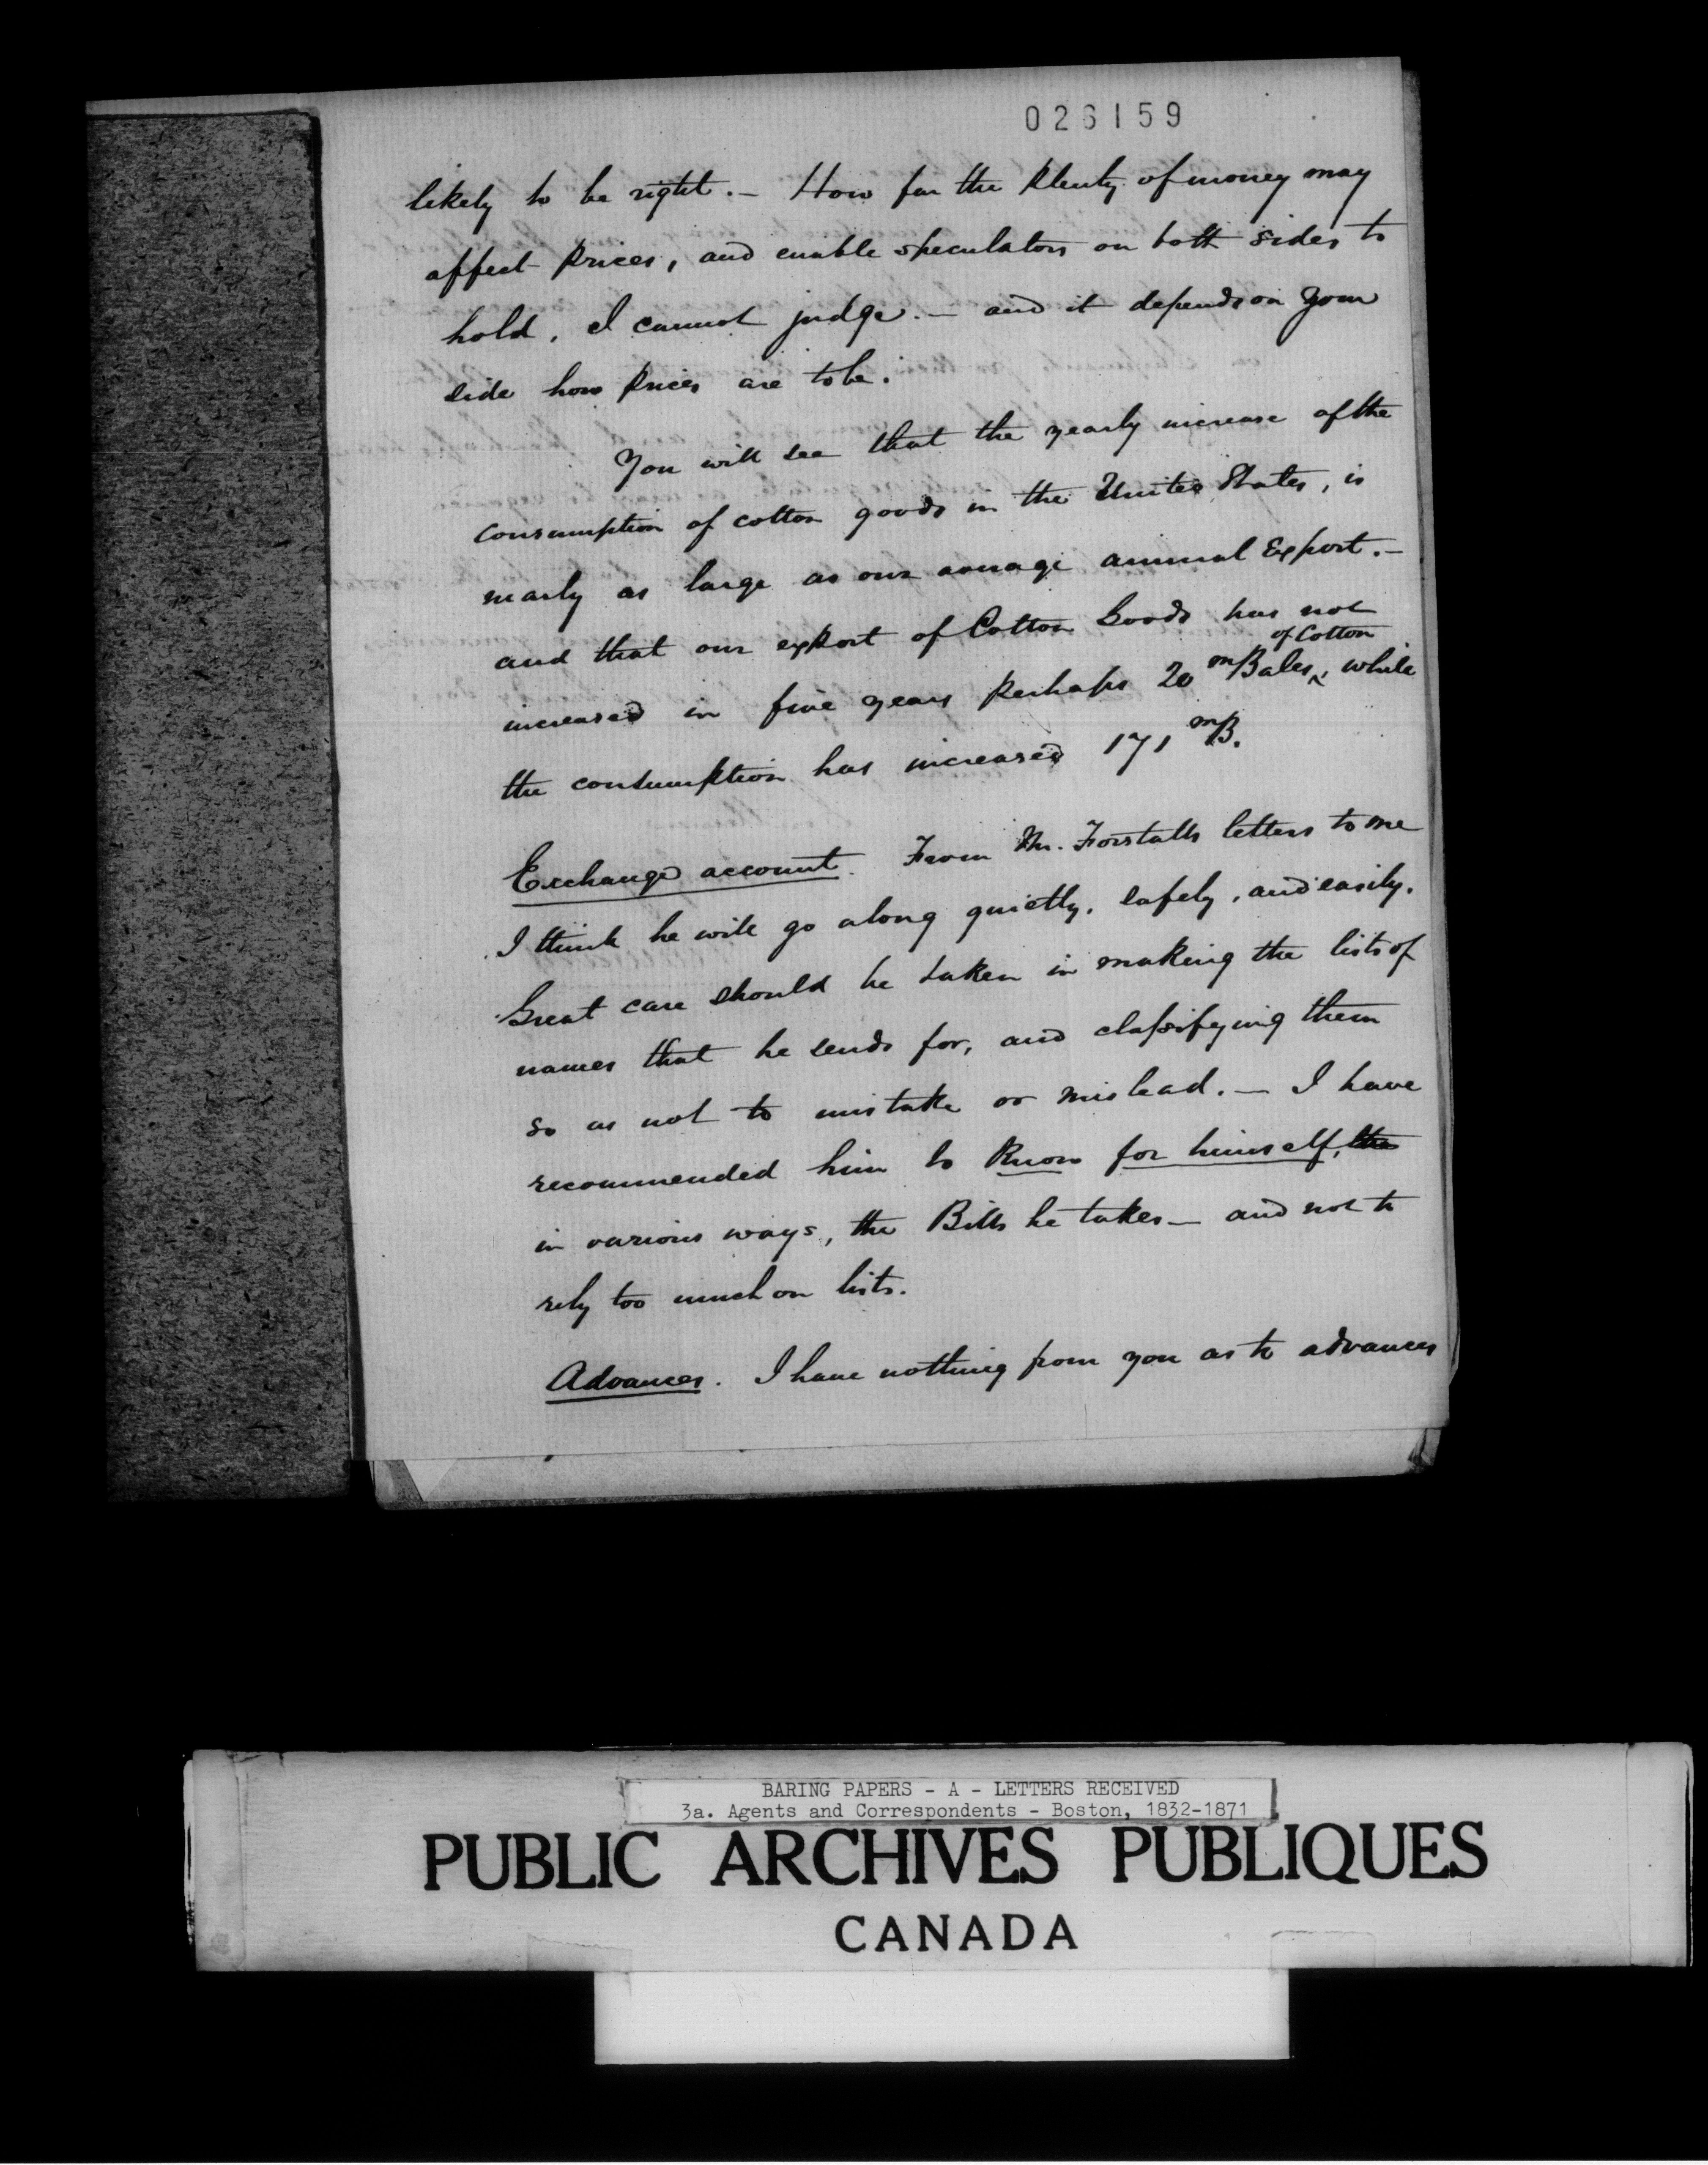 026159
likely to be right. – How far the plenty of money may
affect prices, and enable speculators on both sides to
hold, I cannot judge. – and it depends on your
side how prices are to be.
You will see that the yearly increase of the
consumption of cotton goods in the United States, is
nearly as large as our average annual Export. –
and that our export of Cotton Goods has not
of Cotton
increased in five years perhaps 20 mBales, while
the consumption has increased 171 mB.
Exchange account. From Mr. Forstalls letters to me
I think he will go along quietly, safely, and easily.
Great care should be taken in making the lists of
names that he sends for, and classifying them
so as not to mistake or mislead. – I have
recommended him to know for himself, the
in various ways, the Bills he takes – and not to
rely too much on lists.
Advances. I have nothing from you as to advances
BARING PAPERS - A - LETTERS RECEIVED
3a. Agents and Correspondents - Boston, 1832-1871
PUBLIC ARCHIVES PUBLIQUES
CANADA